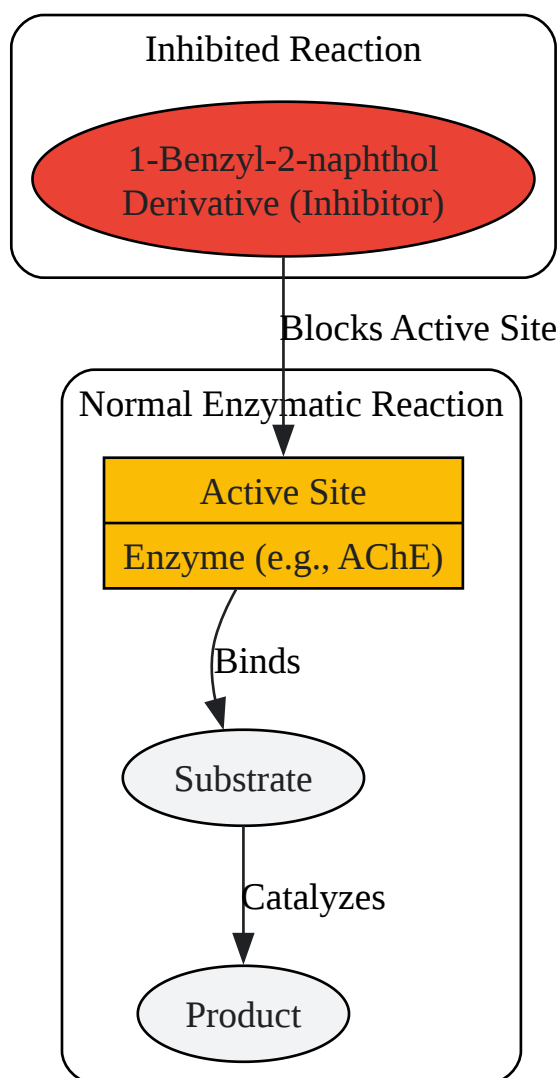 Inhibited Reaction
1-Benzyl-2-naphthol
Derivative (Inhibitor)
Blocks Active Site
Normal Enzymatic Reaction
Active Site
Enzyme (e.g., AChE)
Binds
Substrate
Catalyzes
Product